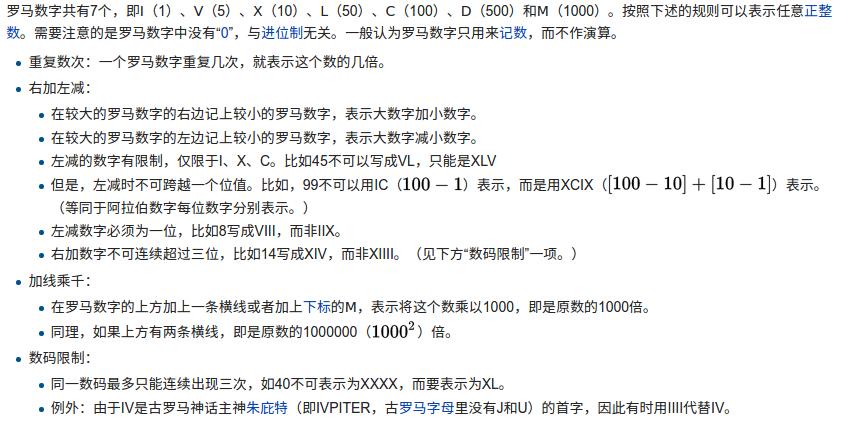 罗马数字共有7个，即I（1）、V（5）、X（10）、L（50）、C（100）、D（500）和M（1000）。按照下述的规则可以表示任意正整
数。需要注意的是罗马数字中没有“0”，与进位制无关。一般认为罗马数字只用来记数，而不作演算。
重复数次：一个罗马数字重复几次，就表示这个数的几倍。
右加左减：
在较大的罗马数字的右边记上较小的罗马数字，表示大数字加小数字。
在较大的罗马数字的左边记上较小的罗马数字，表示大数字减小数字。
左减的数字有限制，仅限于I、X、C。比如45不可以写成VL，只能是XLV
但是，左减时不可跨越一个位值。比如，99不可以用IC（100 − 1）表示，而是用XCIX（[100 − 10] + [10 − 1]）表示。
（等同于阿拉伯数字每位数字分别表示。）
左减数字必须为一位，比如8写成VIII，而非IIX。
右加数字不可连续超过三位，比如14写成XIV，而非XIIII。（见下方“数码限制”一项。）
加线乘千：
在罗马数字的上方加上一条横线或者加上下标的M，表示将这个数乘以1000，即是原数的1000倍。
同理，如果上方有两条横线，即是原数的1000000（1000²）倍。
数码限制：
同一数码最多只能连续出现三次，如40不可表示为XXXX，而要表示为XL。
例外：由于IV是古罗马神话主神朱庇特（即IVPITER，古罗马字母里没有J和U）的首字，因此有时用IIII代替IV。